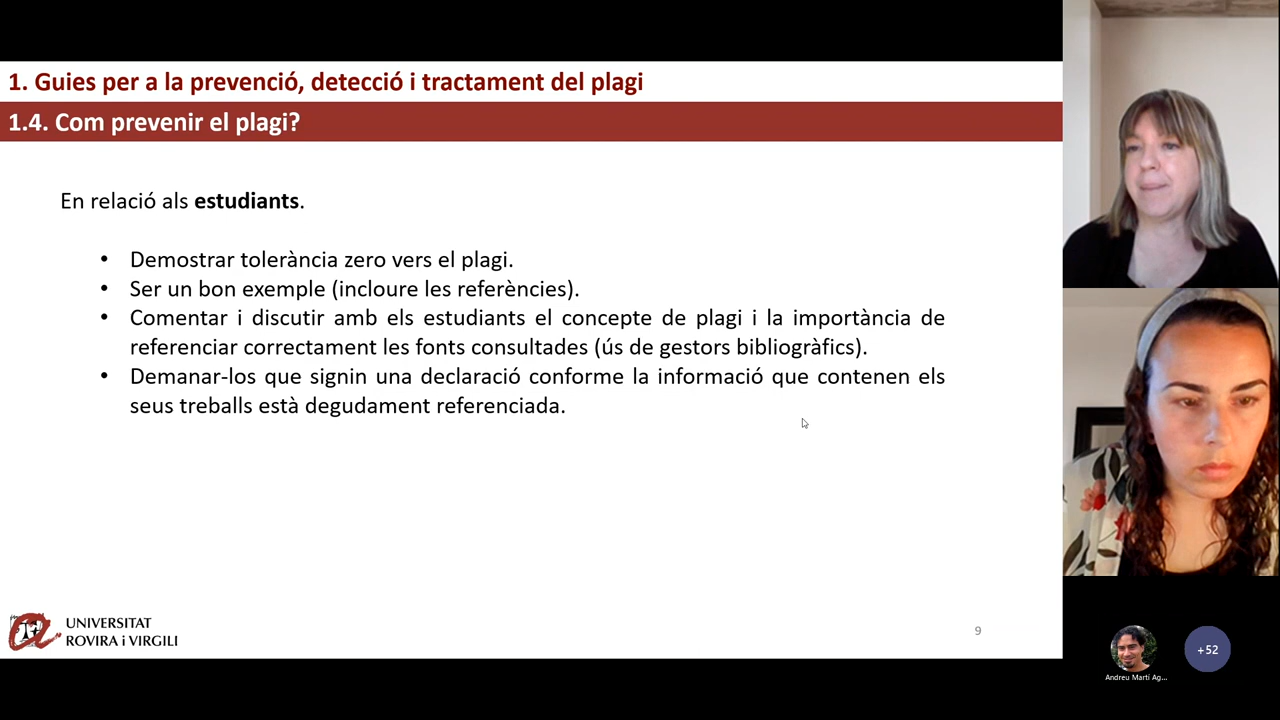 1. Guies per a la prevenció, detecció i tractament del plagi
1.4. Com prevenir el plagi?
En relació als estudiants.
• Demostrar tolerància zero vers el plagi.
• Ser un bon exemple (incloure les referències).
• Comentar i discutir amb els estudiants el concepte de plagi i la importància de
referenciar correctament les fonts consultades (ús de gestors bibliogràfics).
• Demanar-los que signin una declaració conforme la informació que contenen els
seus treballs està degudament referenciada.
UNIVERSITAT
ROVIRA i VIRGILI
9
+52
Andreu Martí Ag...